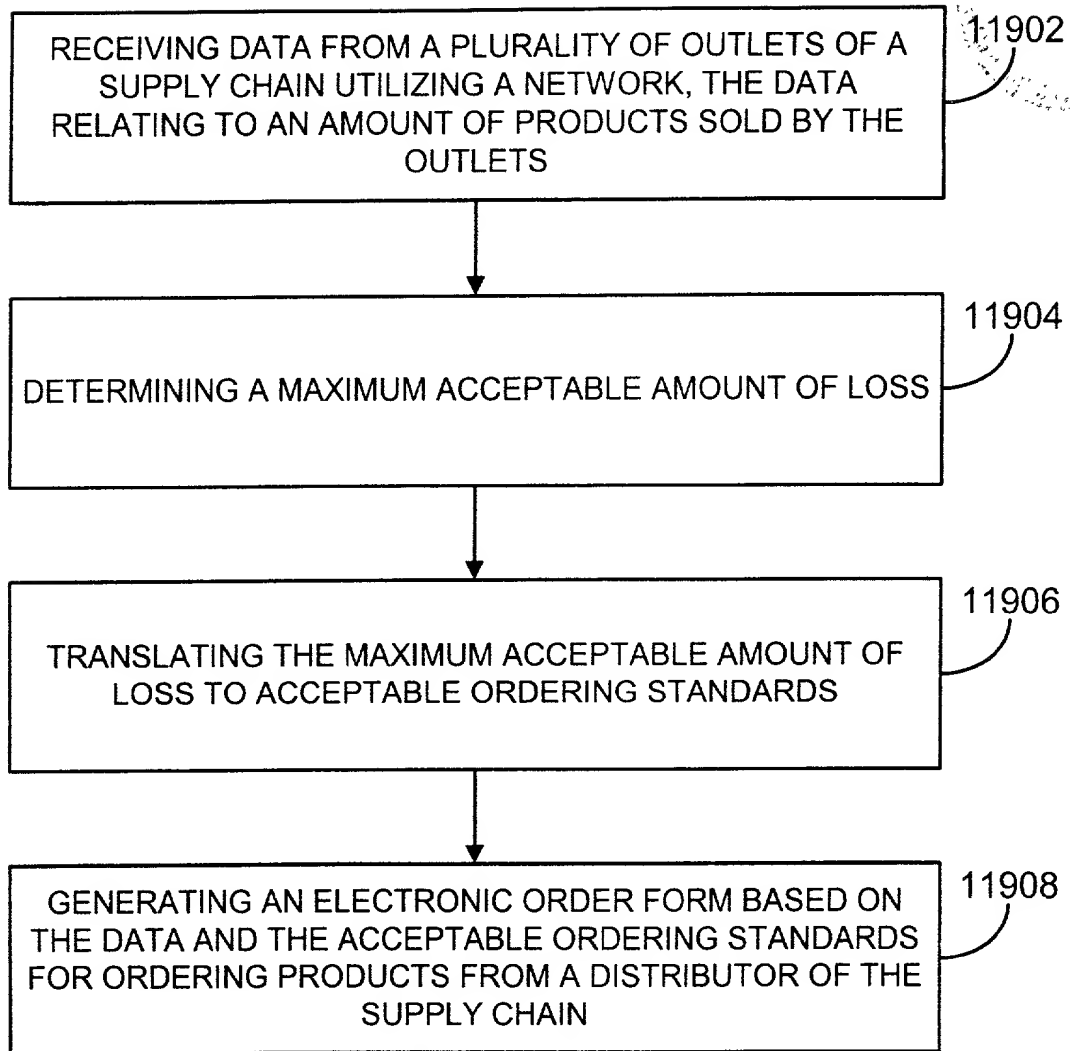 RECEIVING DATA FROM A PLURALITY OF OUTLETS OF A
SUPPLY CHAIN UTILIZING A NETWORK, THE DATA
RELATING TO AN AMOUNT OF PRODUCTS SOLD BY THE
OUTLETS
11902
DETERMINING A MAXIMUM ACCEPTABLE AMOUNT OF LOSS
11904
TRANSLATING THE MAXIMUM ACCEPTABLE AMOUNT OF
LOSS TO ACCEPTABLE ORDERING STANDARDS
11906
GENERATING AN ELECTRONIC ORDER FORM BASED ON
THE DATA AND THE ACCEPTABLE ORDERING STANDARDS
FOR ORDERING PRODUCTS FROM A DISTRIBUTOR OF THE
SUPPLY CHAIN
11908